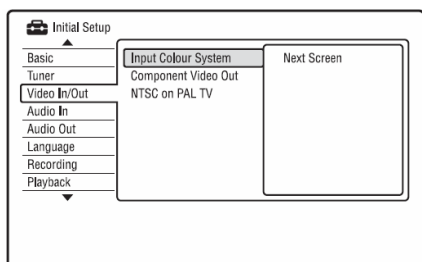 Initial Setup
Basic
Tuner
Video In/Out
Audio In
Audio Out
Language
Recording
Playback
Input Colour System
Component Video Out
NTSC on PAL TV
Next Screen